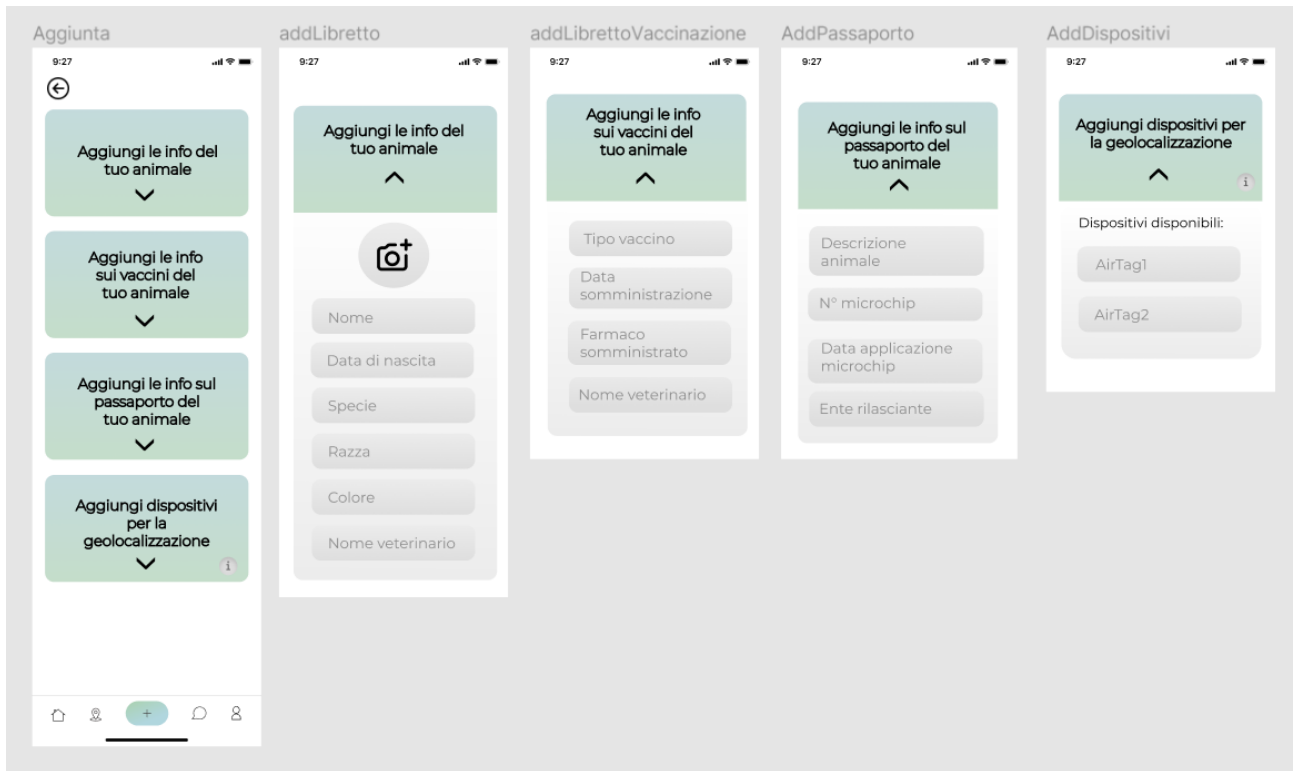 Aggiunta
9:27
Aggiungi le info del
tuo animale
Aggiungi le info
sui vaccini del
tuo animale
Aggiungi le info sul
passaporto del
tuo animale
Aggiungi dispositivi
per la
geolocalizzazione
i
addLibretto
9:27
Aggiungi le info del
tuo animale
Nome
Data di nascita
Specie
Razza
Colore
Nome veterinario
addLibrettoVaccinazione
9:27
Aggiungi le info
sui vaccini del
tuo animale
Tipo vaccino
Data
somministrazione
Farmaco
somministrato
Nome veterinario
AddPassaporto
9:27
Aggiungi le info sul
passaporto del
tuo animale
Descrizione
animale
N° microchip
Data applicazione
microchip
Ente rilasciante
AddDispositivi
9:27
Aggiungi dispositivi per
la geolocalizzazione
i
Dispositivi disponibili:
AirTag1
AirTag2